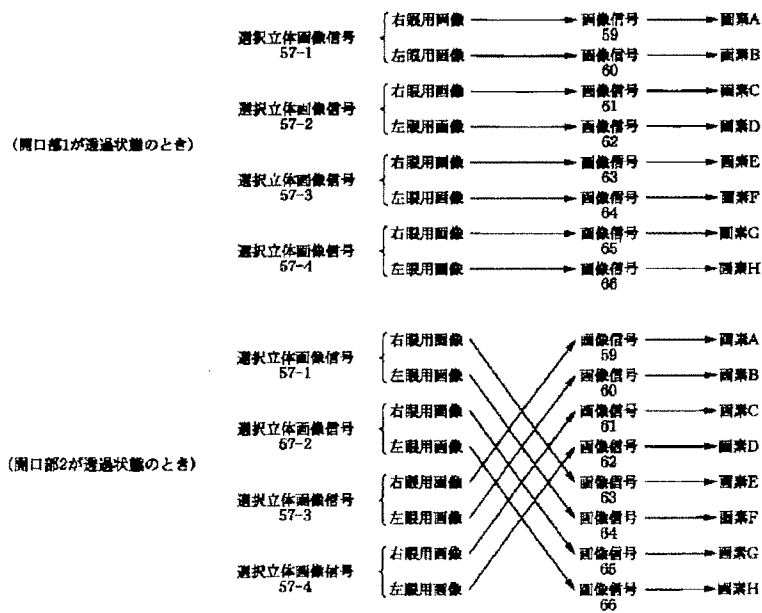 右眼用画像 画像信号 画素A
選択立体画像信号 59
57-1 左眼用画像 画像信号 画素B
60
右眼用画像 画像信号 画素C
選択立体画像信号 61
57-2 左眼用画像 画像信号 画素D
62
(開口部1が透過状態のとき)
右眼用画像 画像信号 画素E
選択立体画像信号 63
57-3 左眼用画像 画像信号 画素F
64
右眼用画像 画像信号 画素G
選択立体画像信号 65
57-4 左眼用画像 画像信号 画素H
66
右眼用画像 画像信号 画素A
選択立体画像信号 59
57-1 左眼用画像 画像信号 画素B
60
右眼用画像 画像信号 画素C
選択立体画像信号 61
57-2 左眼用画像 画像信号 画素D
62
(開口部2が透過状態のとき)
右眼用画像 画像信号 画素E
選択立体画像信号 63
57-3 左眼用画像 画像信号 画素F
64
右眼用画像 画像信号 画素G
選択立体画像信号 65
57-4 左眼用画像 画像信号 画素H
66